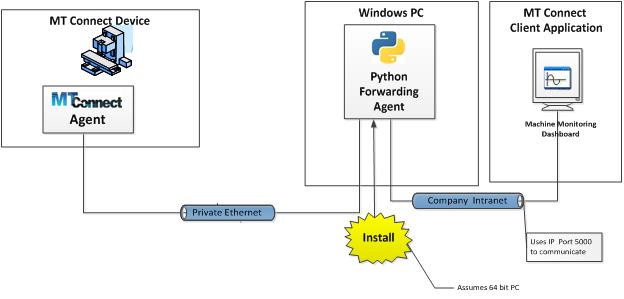 MT Connect Device
MTConnect
Agent
Private Ethernet
Windows PC
Python
Forwarding
Agent
Install
Assumes 64 bit PC
Company Intranet
MT Connect
Client Application
Machine Monitoring
Dashboard
Uses IP Port 5000
to communicate